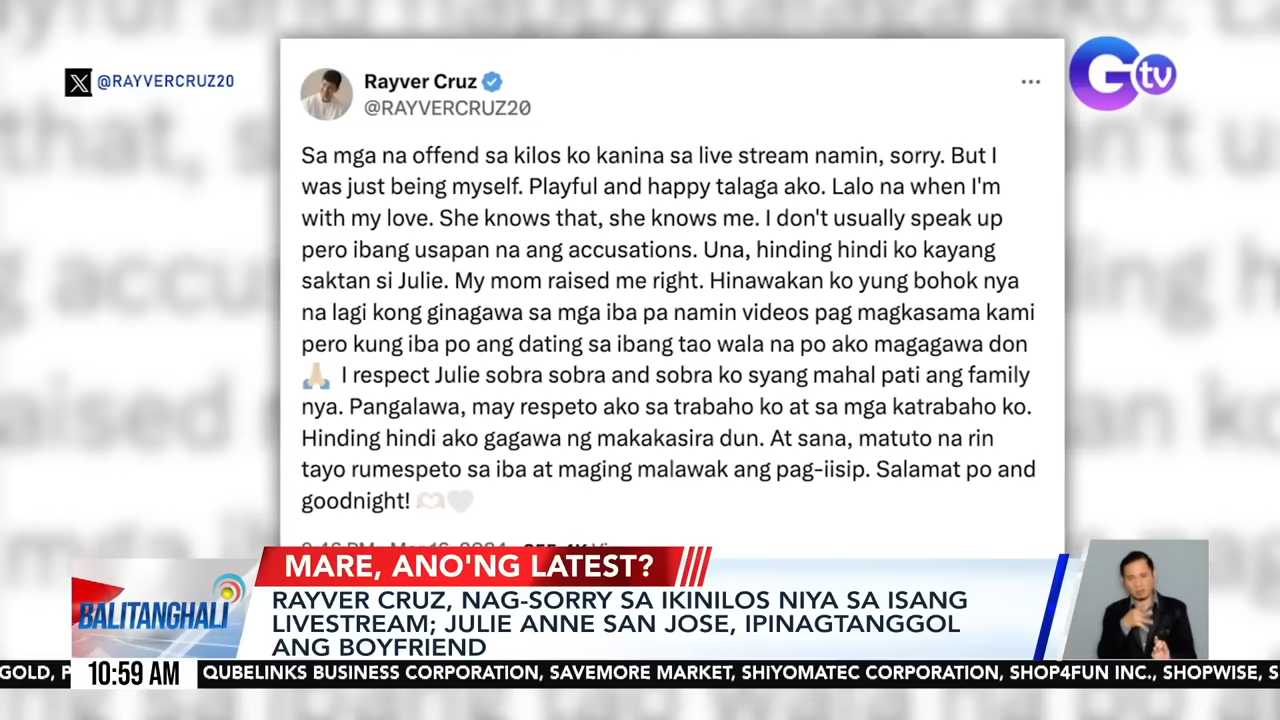 @RAYVERCRUZ20
Rayver Cruz
@RAYVERCRUZ20
G tv
Sa mga na offend sa kilos ko kanina sa live stream namin, sorry. But I
was just being myself. Playful and happy talaga ako. Lalo na when I'm
with my love. She knows that, she knows me. I don't usually speak up
pero ibang usapan na ang accusations. Una, hinding hindi ko kayang
saktan si Julie. My mom raised me right. Hinawakan ko yung bohok nya
na lagi kong ginagawa sa mga iba pa namin videos pag magkasama kami
pero kung iba po ang dating sa ibang tao wala na po ako magagawa don
🙏🏻 I respect Julie sobra sobra and sobra ko syang mahal pati ang family
nya. Pangalawa, may respeto ako sa trabaho ko at sa mga katrabaho ko.
Hinding hindi ako gagawa ng makakasira dun. At sana, matuto na rin
tayo rumespeto sa iba at maging malawak ang pag-iisip. Salamat po and
goodnight! 🫶🏻🤍
MARE, ANO'NG LATEST?
BALITANGHALI
RAYVER CRUZ, NAG-SORRY SA IKINILOS NIYA SA ISANG
LIVESTREAM; JULIE ANNE SAN JOSE, IPINAGTANGGOL
ANG BOYFRIEND
GOLD, P
10:59 AM
QUBELINKS BUSINESS CORPORATION, SAVEMORE MARKET, SHIYOMATEC CORPORATION, SHOP4FUN INC., SHOPWISE, S